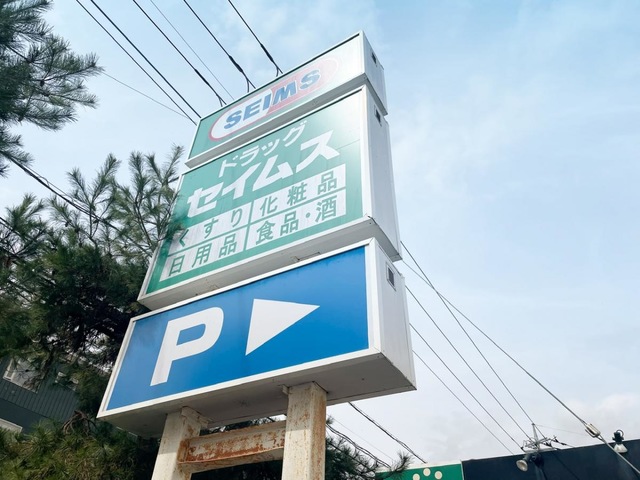 SEIMS
ドラッグ
セイムス
くすり 化粧品
日用品 食品・酒
P